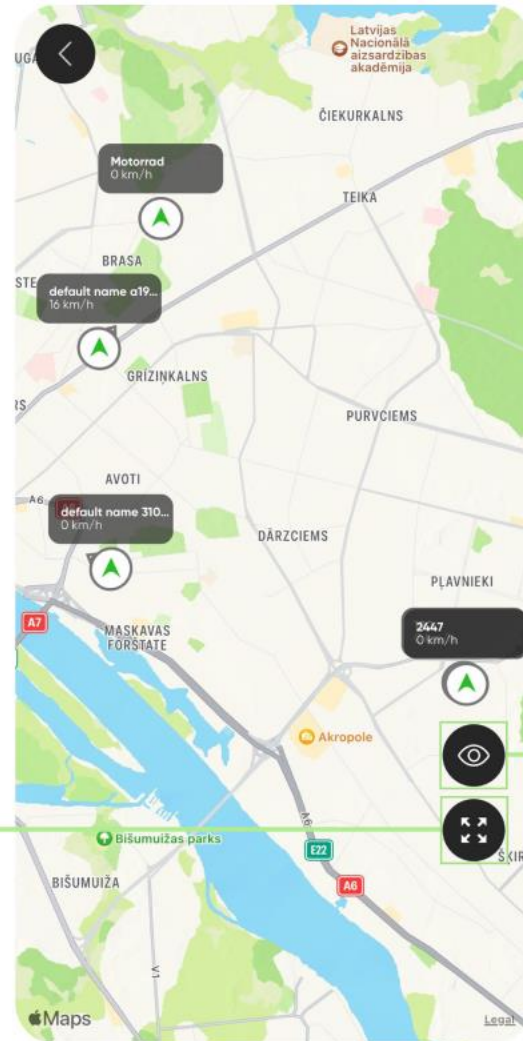 Latvijas
Nacionālā
aizsardzības
akadēmija
ČIEKURKALNS
Motorrad
0 km/h
TEIKA
BRASA
default name a19...
16 km/h
GRĪZIŅKALNS
PURVCIEMS
AVOTI
A6
default name 310...
0 km/h
DĀRZCIEMS
PĻAVNIEKI
A7
MASKAVAS
FORŠTATE
2447
0 km/h
Akropole
A6
Bišumuižas parks
E22
BIŠUMUIŽA
A6
V1
Maps
Legal